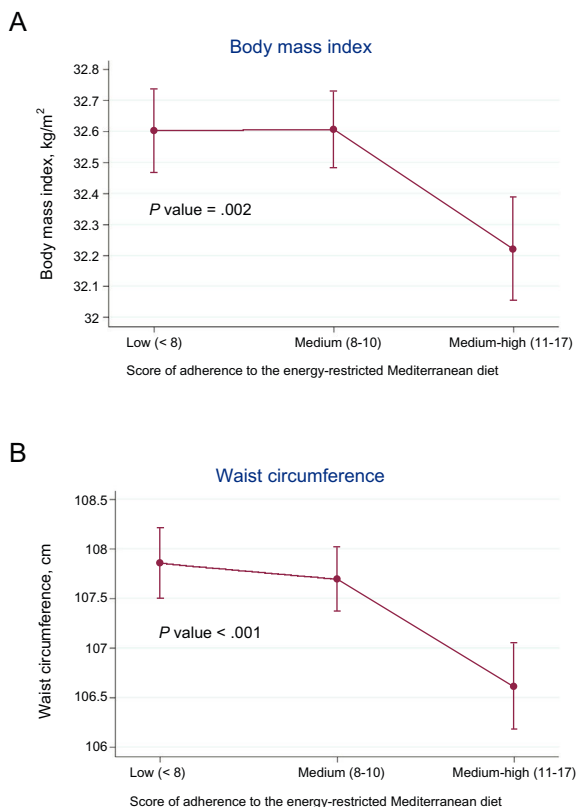 A
Body mass index
32.8
32.7
32.6
32.5
32.4
32.3
32.2
32.1
32
Body mass index, kg/m²
P value = .002
Low (< 8)
Medium (8-10)
Medium-high (11-17)
Score of adherence to the energy-restricted Mediterranean diet
B
Waist circumference
108.5
108
107.5
107
106.5
106
Waist circumference, cm
P value < .001
Low (< 8)
Medium (8-10)
Medium-high (11-17)
Score of adherence to the energy-restricted Mediterranean diet